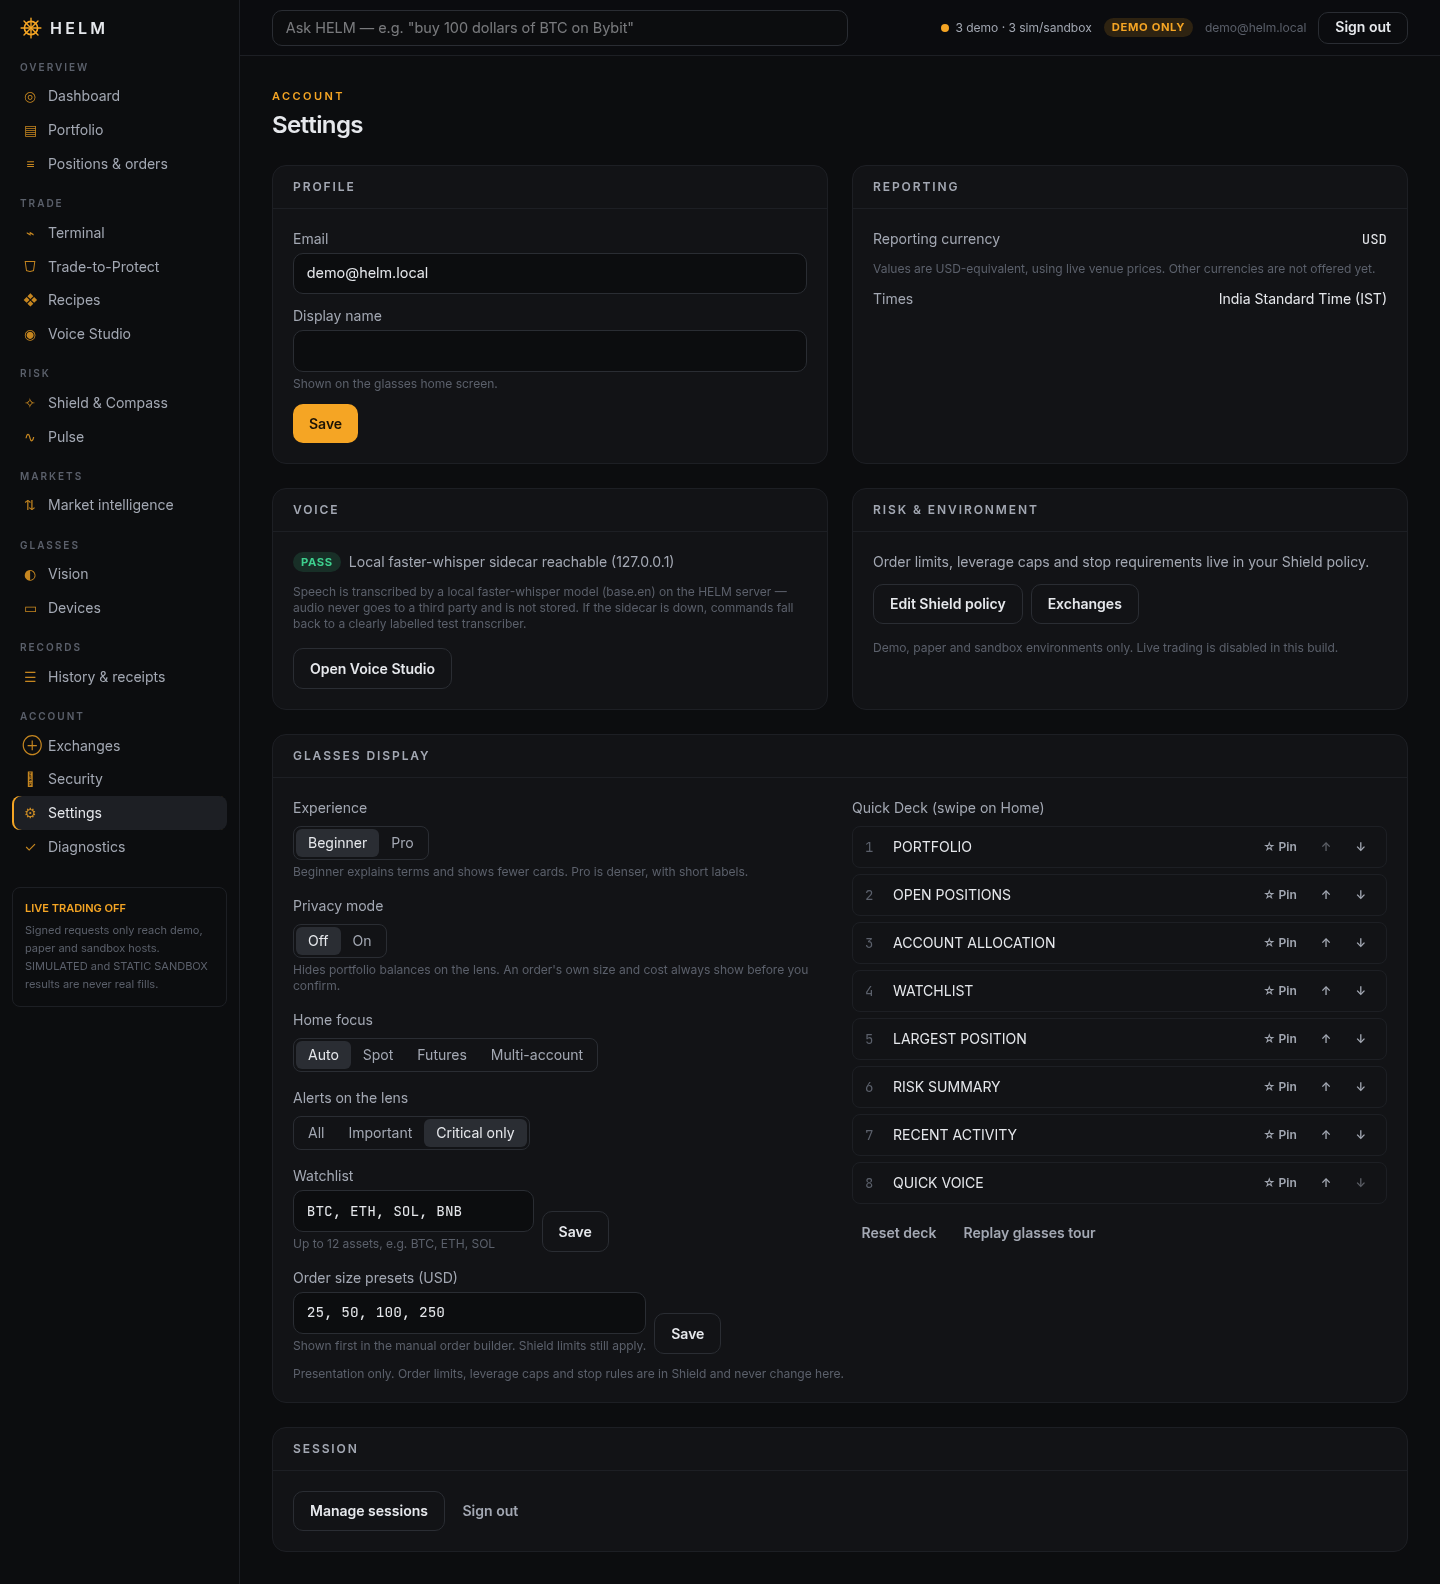 HELM
Ask HELM — e.g. "buy 100 dollars of BTC on Bybit"
3 demo · 3 sim/sandbox
DEMO ONLY
demo@helm.local
Sign out
OVERVIEW
Dashboard
Portfolio
Positions & orders
TRADE
Terminal
Trade-to-Protect
Recipes
Voice Studio
RISK
Shield & Compass
Pulse
MARKETS
Market intelligence
GLASSES
Vision
Devices
RECORDS
History & receipts
ACCOUNT
Exchanges
Security
Settings
Diagnostics
LIVE TRADING OFF
Signed requests only reach demo,
paper and sandbox hosts.
SIMULATED and STATIC SANDBOX
results are never real fills.
ACCOUNT
Settings
PROFILE
Email
demo@helm.local
Display name
Shown on the glasses home screen.
Save
REPORTING
Reporting currency USD
Values are USD-equivalent, using live venue prices. Other currencies are not offered yet.
Times India Standard Time (IST)
VOICE
PASS Local faster-whisper sidecar reachable (127.0.0.1)
Speech is transcribed by a local faster-whisper model (base.en) on the HELM server —
audio never goes to a third party and is not stored. If the sidecar is down, commands fall
back to a clearly labelled test transcriber.
Open Voice Studio
RISK & ENVIRONMENT
Order limits, leverage caps and stop requirements live in your Shield policy.
Edit Shield policy Exchanges
Demo, paper and sandbox environments only. Live trading is disabled in this build.
GLASSES DISPLAY
Experience
Beginner Pro
Beginner explains terms and shows fewer cards. Pro is denser, with short labels.
Privacy mode
Off On
Hides portfolio balances on the lens. An order's own size and cost always show before you
confirm.
Home focus
Auto Spot Futures Multi-account
Alerts on the lens
All Important Critical only
Watchlist
BTC, ETH, SOL, BNB
Save
Up to 12 assets, e.g. BTC, ETH, SOL
Order size presets (USD)
25, 50, 100, 250
Save
Shown first in the manual order builder. Shield limits still apply.
Presentation only. Order limits, leverage caps and stop rules are in Shield and never change here.
Quick Deck (swipe on Home)
1 PORTFOLIO ☆ Pin ↑ ↓
2 OPEN POSITIONS ☆ Pin ↑ ↓
3 ACCOUNT ALLOCATION ☆ Pin ↑ ↓
4 WATCHLIST ☆ Pin ↑ ↓
5 LARGEST POSITION ☆ Pin ↑ ↓
6 RISK SUMMARY ☆ Pin ↑ ↓
7 RECENT ACTIVITY ☆ Pin ↑ ↓
8 QUICK VOICE ☆ Pin ↑ ↓
Reset deck Replay glasses tour
SESSION
Manage sessions Sign out